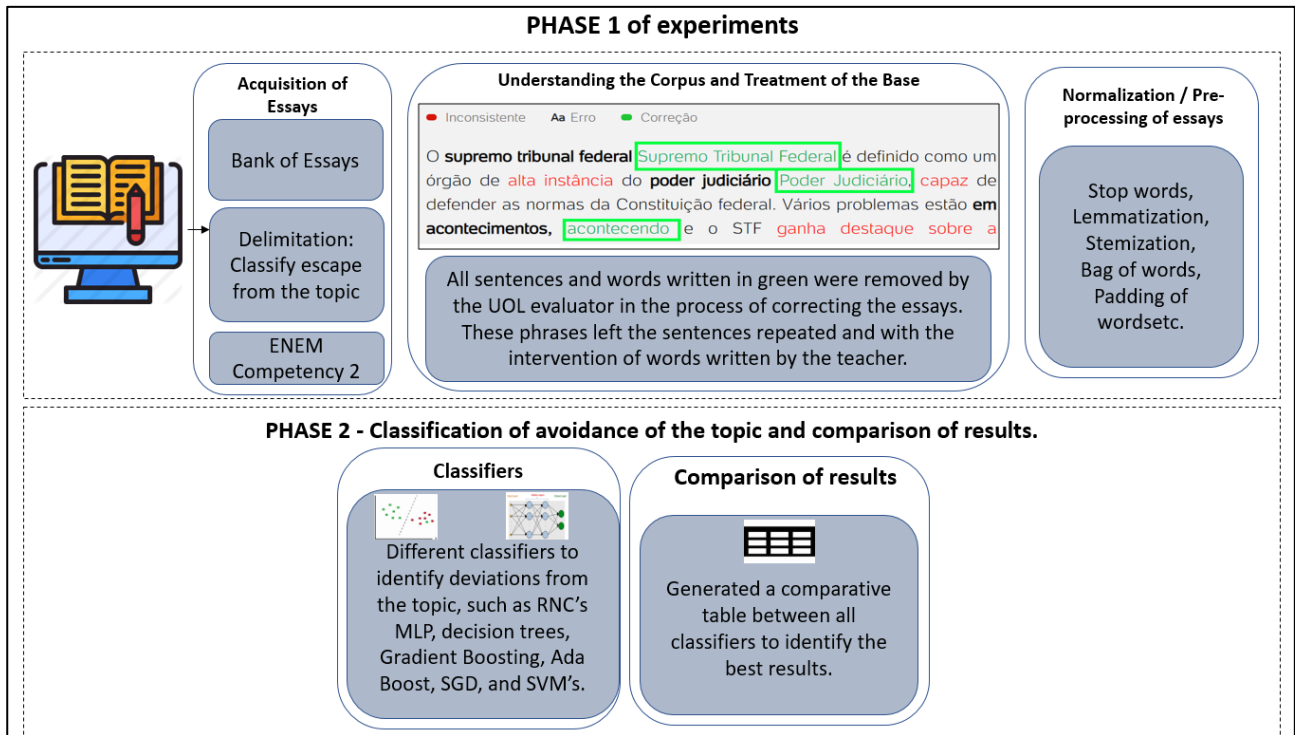 PHASE 1 of experiments
Acquisition of
Essays
Bank of Essays
Delimitation:
Classify escape
from the topic
ENEM
Competency 2
Understanding the Corpus and Treatment of the Base
Inconsistente Aa Erro Correção
O supremo tribunal federal Supremo Tribunal Federal é definido como um
órgão de alta instância do poder judiciário Poder Judiciário, capaz de
defender as normas da Constituição federal. Vários problemas estão em
acontecimentos, acontecendo e o STF ganha destaque sobre a
All sentences and words written in green were removed by
the UOL evaluator in the process of correcting the essays.
These phrases left the sentences repeated and with the
intervention of words written by the teacher.
Normalization / Pre-
processing of essays
Stop words,
Lemmatization,
Stemization,
Bag of words,
Padding of
wordsetc.
PHASE 2 - Classification of avoidance of the topic and comparison of results.
Classifiers
Different classifiers to
identify deviations from
the topic, such as RNC's
MLP, decision trees,
Gradient Boosting, Ada
Boost, SGD, and SVM's.
Comparison of results
Generated a comparative
table between all
classifiers to identify the
best results.